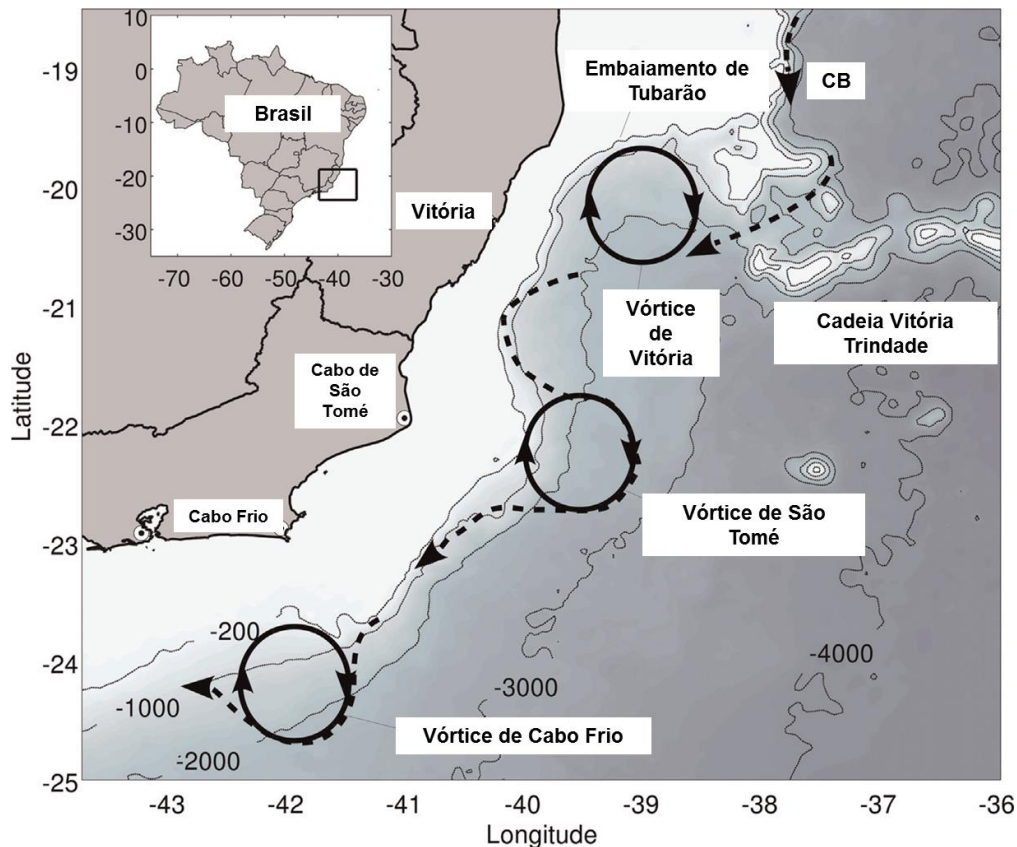 10
0
-10
-20
-30
-70 -60 -50 -40 -30
Brasil
Embaiamento de
Tubarão
CB
Vitória
Vórtice
de
Vitória
Cadeia Vitória
Trindade
Cabo de
São
Tomé
Cabo Frio
Vórtice de São
Tomé
Vórtice de Cabo Frio
-200
-1000
-2000
-3000
-4000
-19
-20
-21
-22
-23
-24
-25
Latitude
-43 -42 -41 -40 -39 -38 -37 -36
Longitude